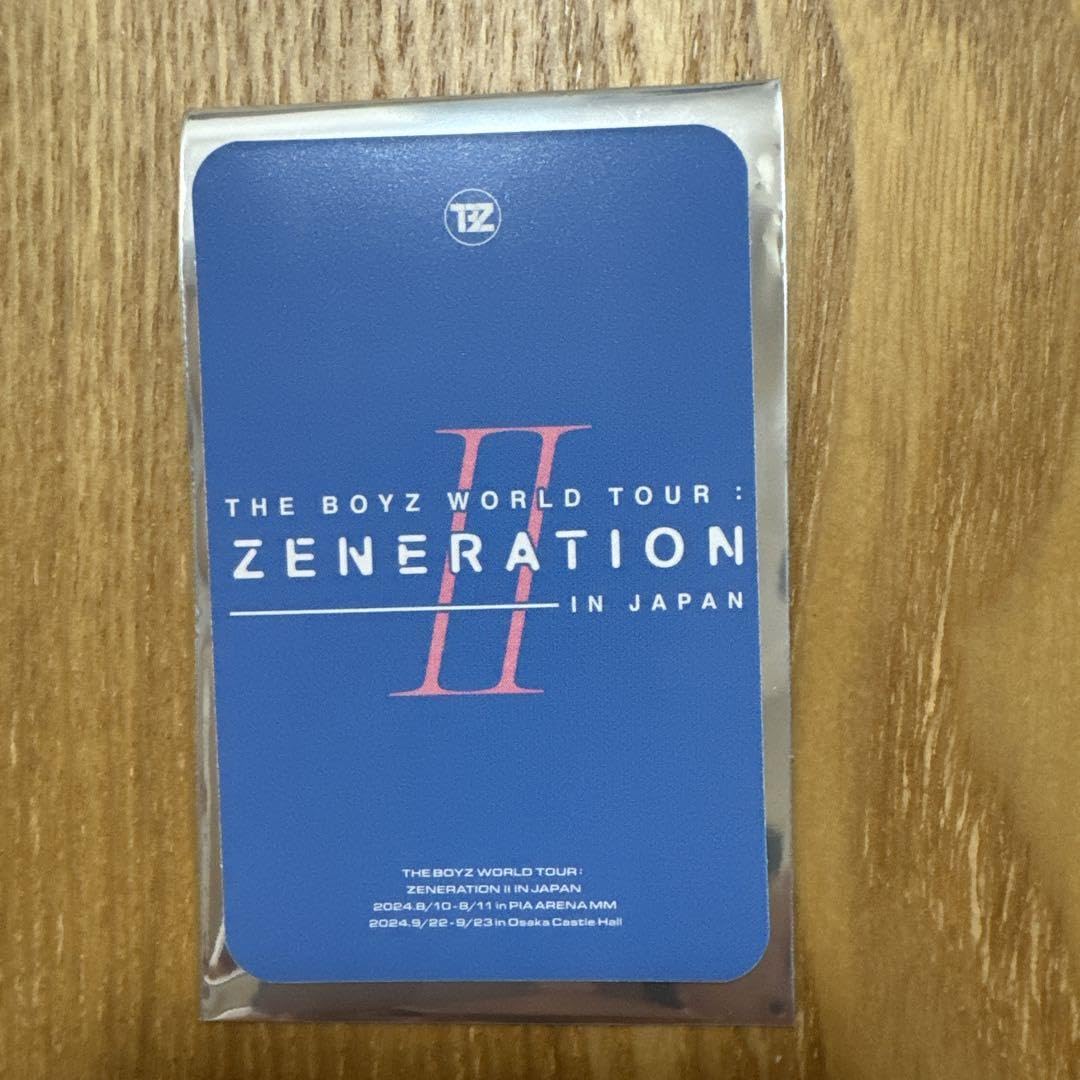 TBZ
II
THE BOYZ WORLD TOUR :
ZENERATION
IN JAPAN
THE BOYZ WORLD TOUR :
ZENERATION II IN JAPAN
2024.8/10-8/11 in PIA ARENA MM
2024.9/22-9/23 in Osaka Castle Hall